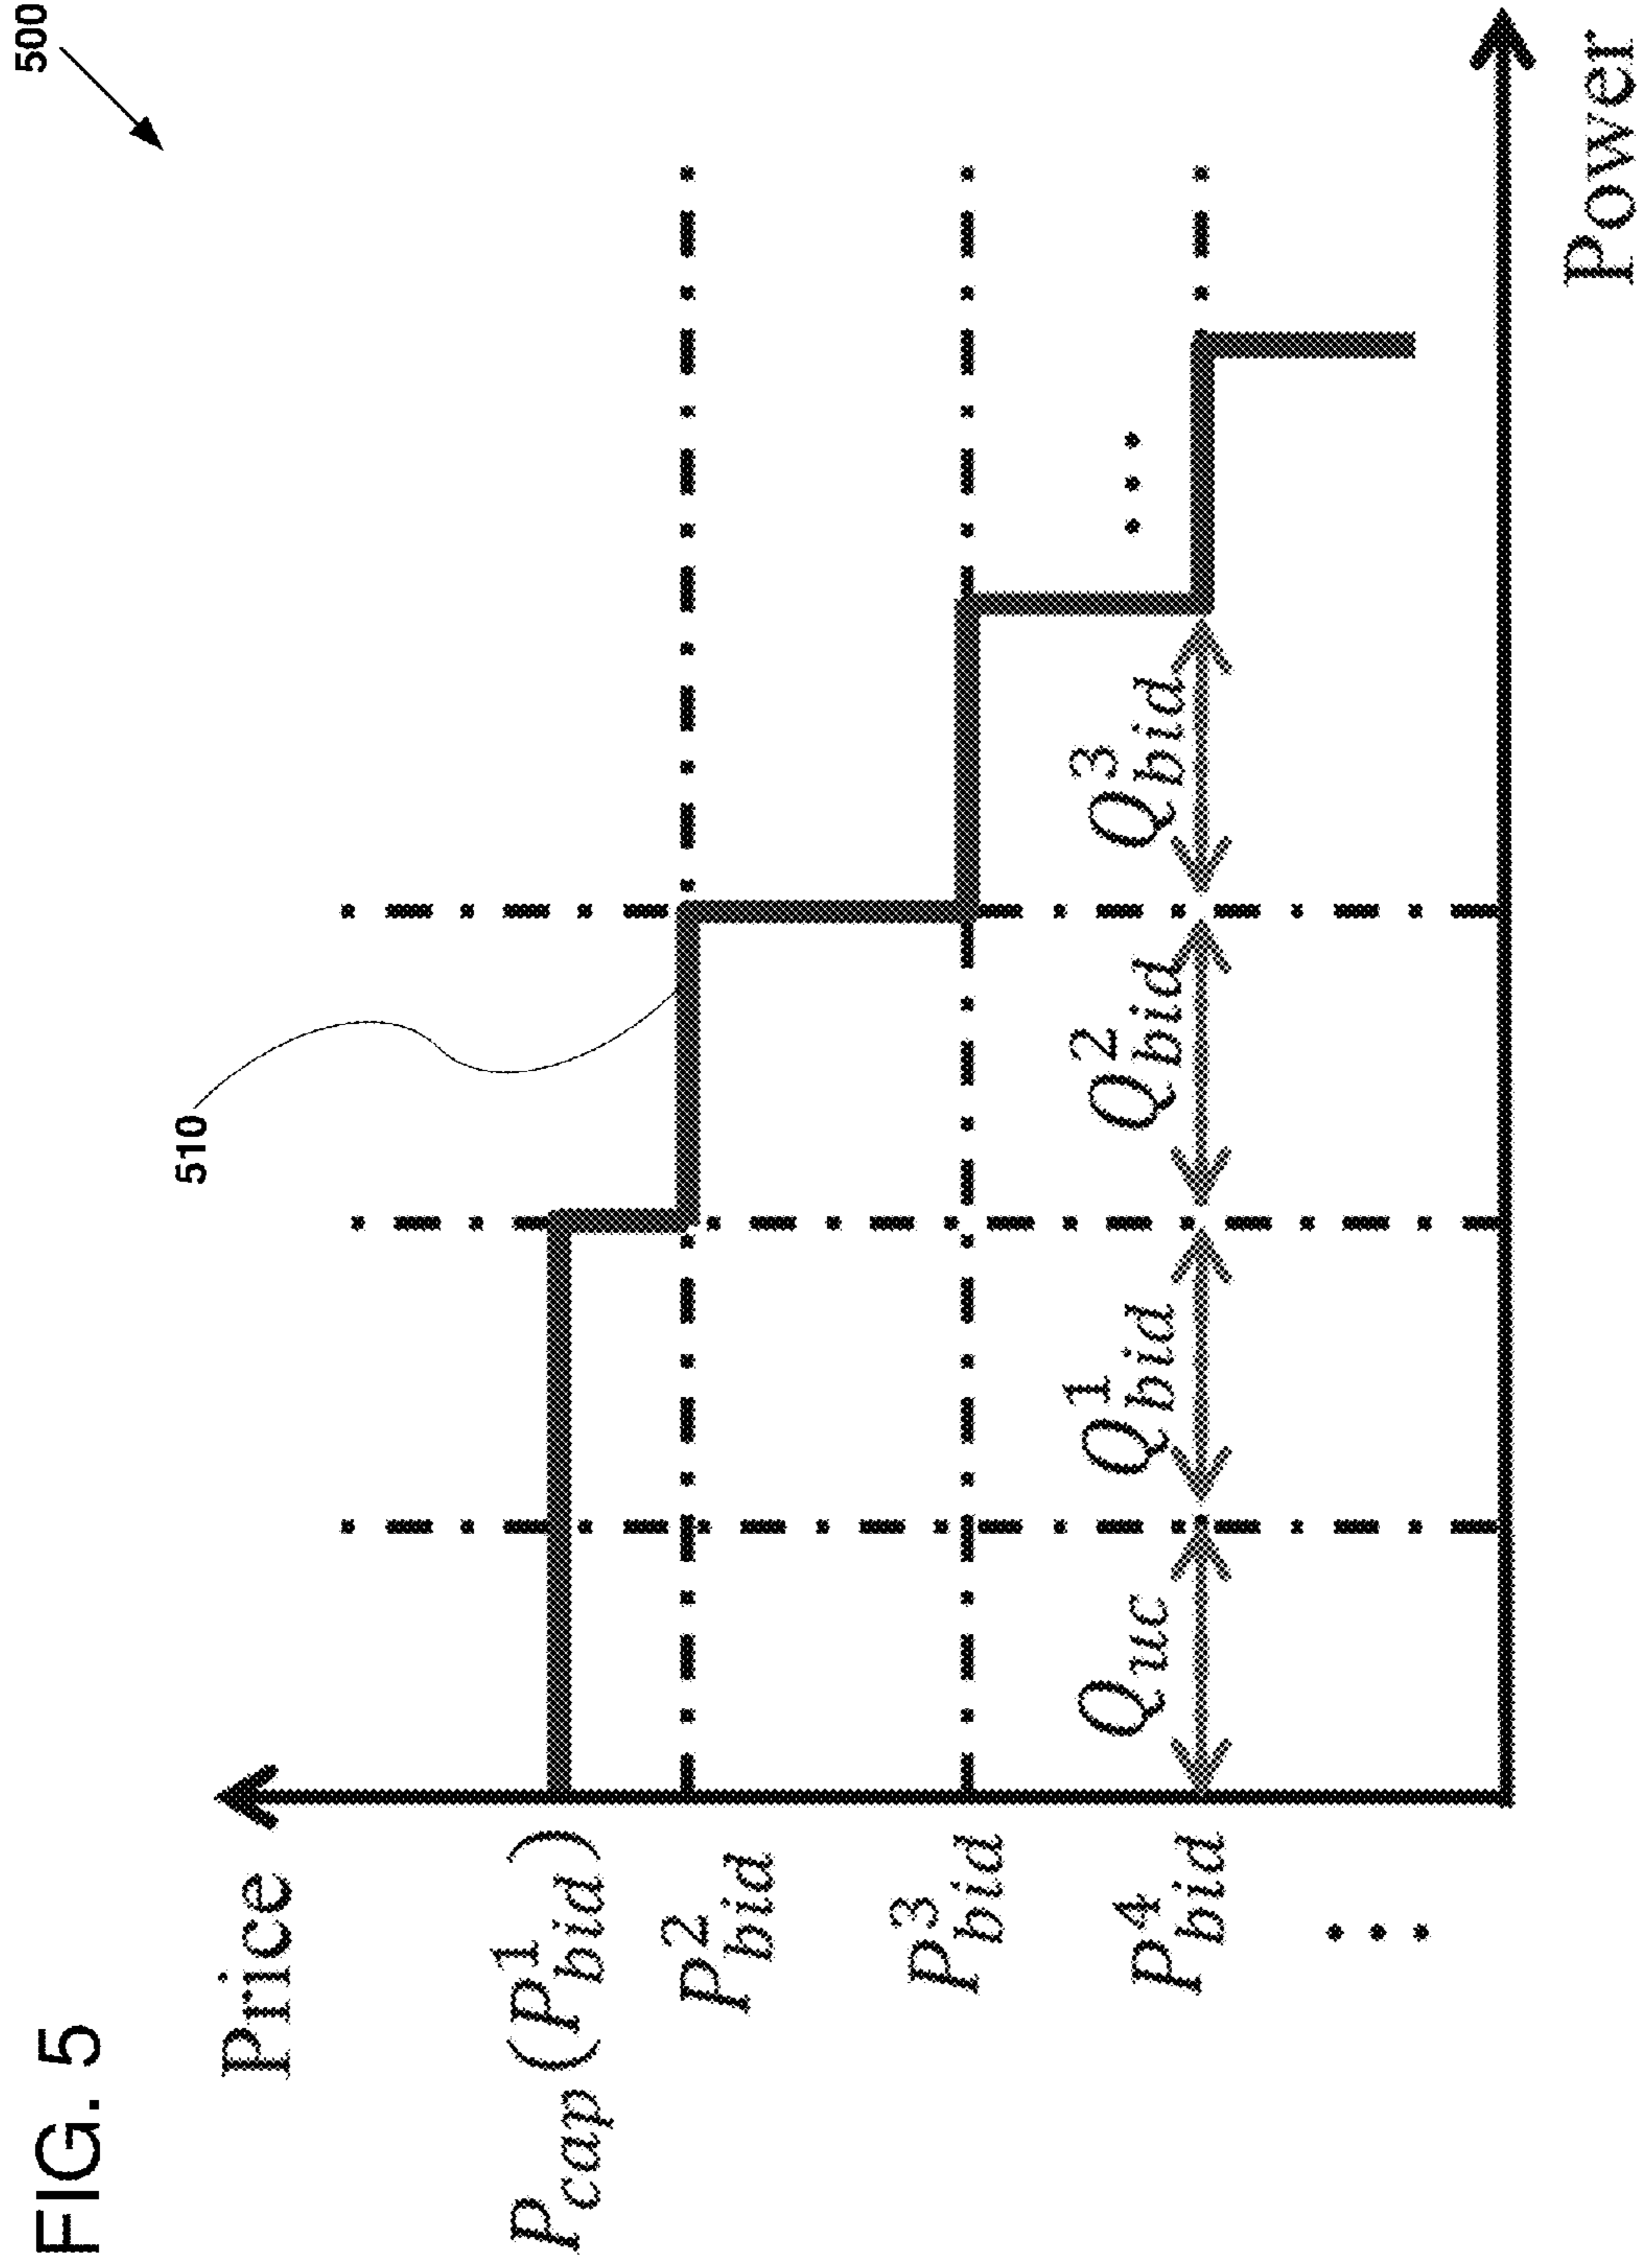 FIG. 5
500
Price
510
P_cap (P^1_bid)
P^2_bid
P^3_bid
P^4_bid
⋮
Q_uc
Q^1_bid
Q^2_bid
Q^3_bid
...
Power